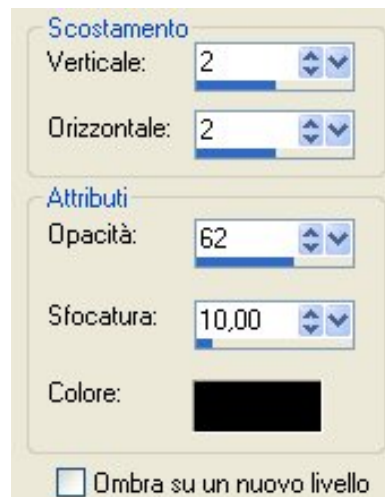 Scostamento
Verticale: 2
Orizzontale: 2
Attributi
Opacità: 62
Sfocatura: 10,00
Colore:
Ombra su un nuovo livello